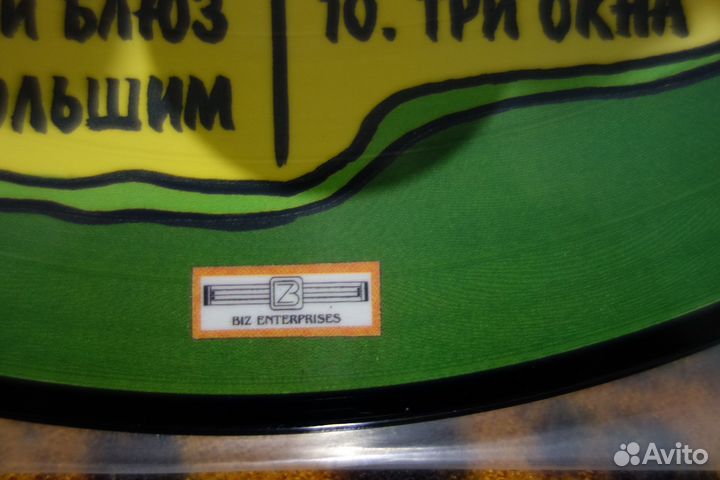 БЛЮЗ
ОЛЬШИМ
10. ТРИ ОКНА
BIZ ENTERPRISES
Avito